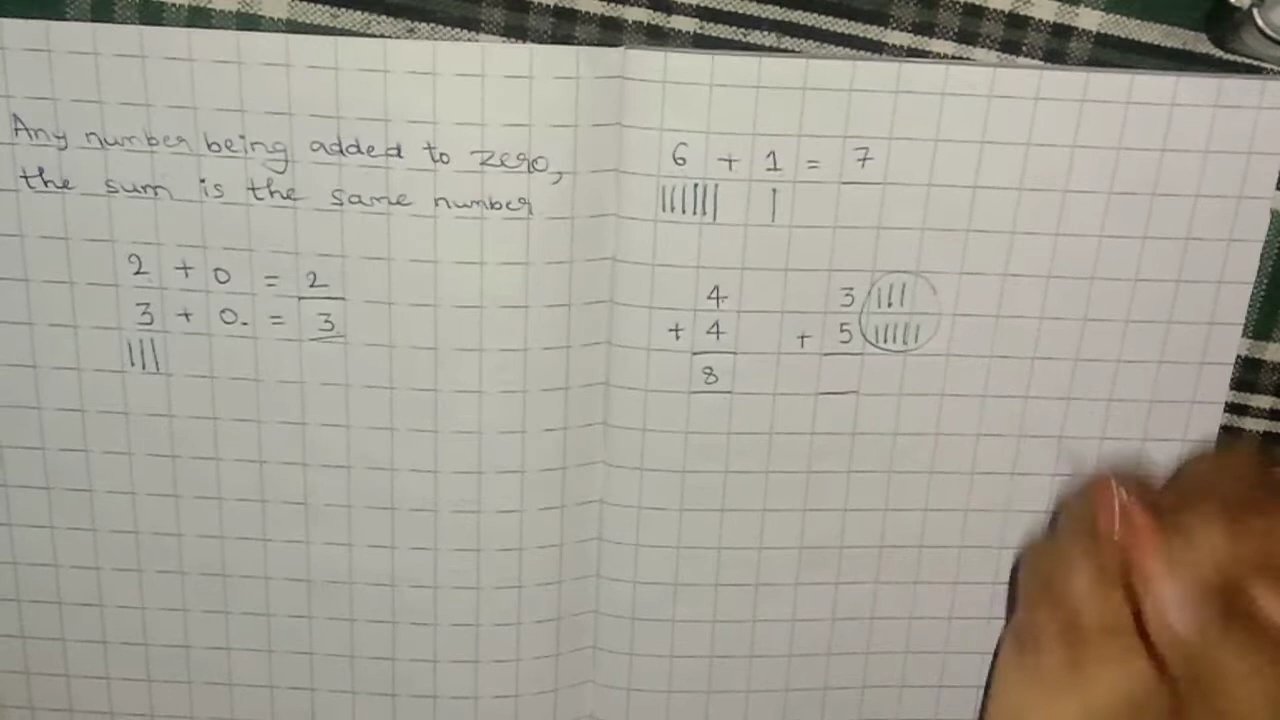 Any number being added to zero,
the sum is the same number
2 + 0 = 2
3 + 0 = 3
6 + 1 = 7
4
+ 4
8
3
+ 5